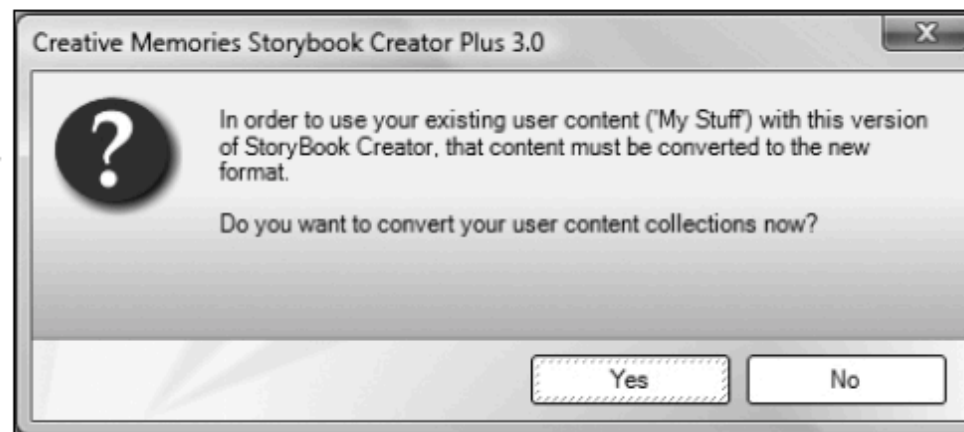 Creative Memories Storybook Creator Plus 3.0
In order to use your existing user content ('My Stuff') with this version
of StoryBook Creator, that content must be converted to the new
format.
Do you want to convert your user content collections now?
Yes
No